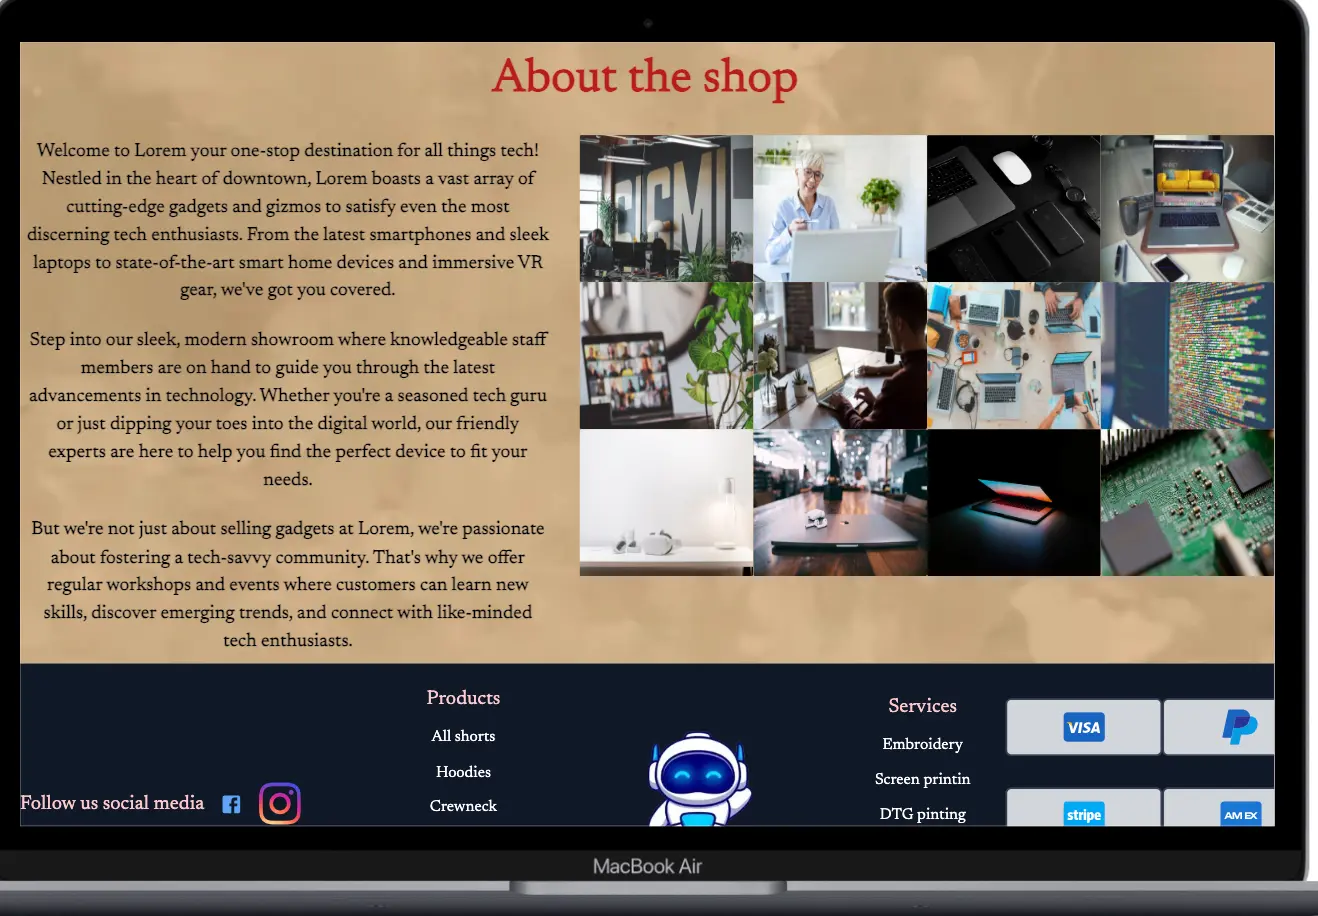 About the shop
Welcome to Lorem your one-stop destination for all things tech!
Nestled in the heart of downtown, Lorem boasts a vast array of
cutting-edge gadgets and gizmos to satisfy even the most
discerning tech enthusiasts. From the latest smartphones and sleek
laptops to state-of-the-art smart home devices and immersive VR
gear, we've got you covered.
Step into our sleek, modern showroom where knowledgeable staff
members are on hand to guide you through the latest
advancements in technology. Whether you're a seasoned tech guru
or just dipping your toes into the digital world, our friendly
experts are here to help you find the perfect device to fit your
needs.
But we're not just about selling gadgets at Lorem, we're passionate
about fostering a tech-savvy community. That's why we offer
regular workshops and events where customers can learn new
skills, discover emerging trends, and connect with like-minded
tech enthusiasts.
Follow us social media
Products
All shorts
Hoodies
Crewneck
Services
Embroidery
Screen printin
DTG pinting
VISA
stripe
AMEX
MacBook Air